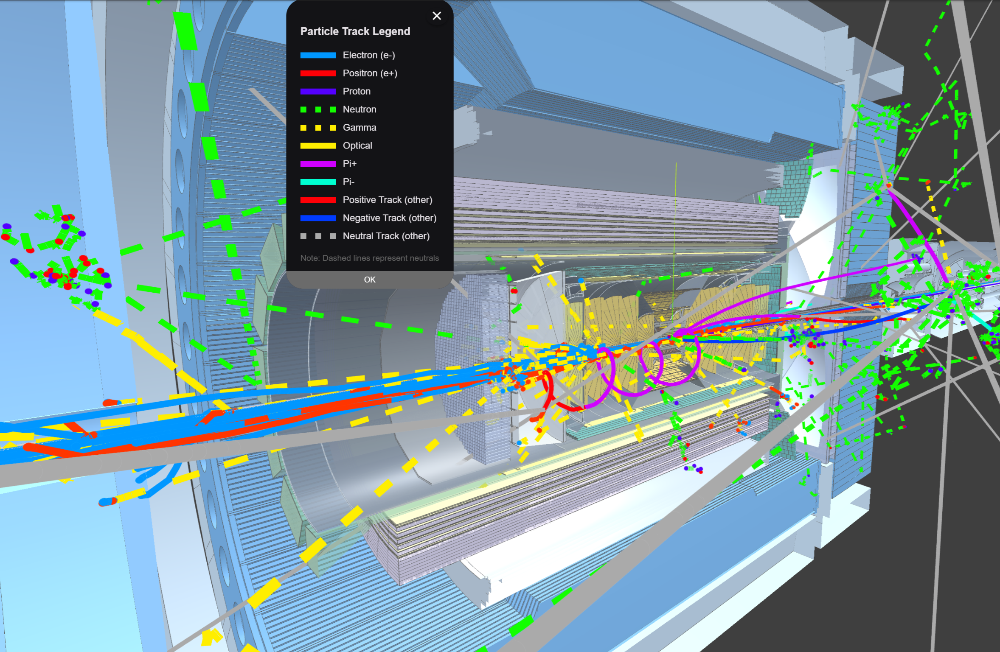 Particle Track Legend
Electron (e-)
Positron (e+)
Proton
Neutron
Gamma
Optical
Pi+
Pi-
Positive Track (other)
Negative Track (other)
Neutral Track (other)
Note: Dashed lines represent neutrals
OK